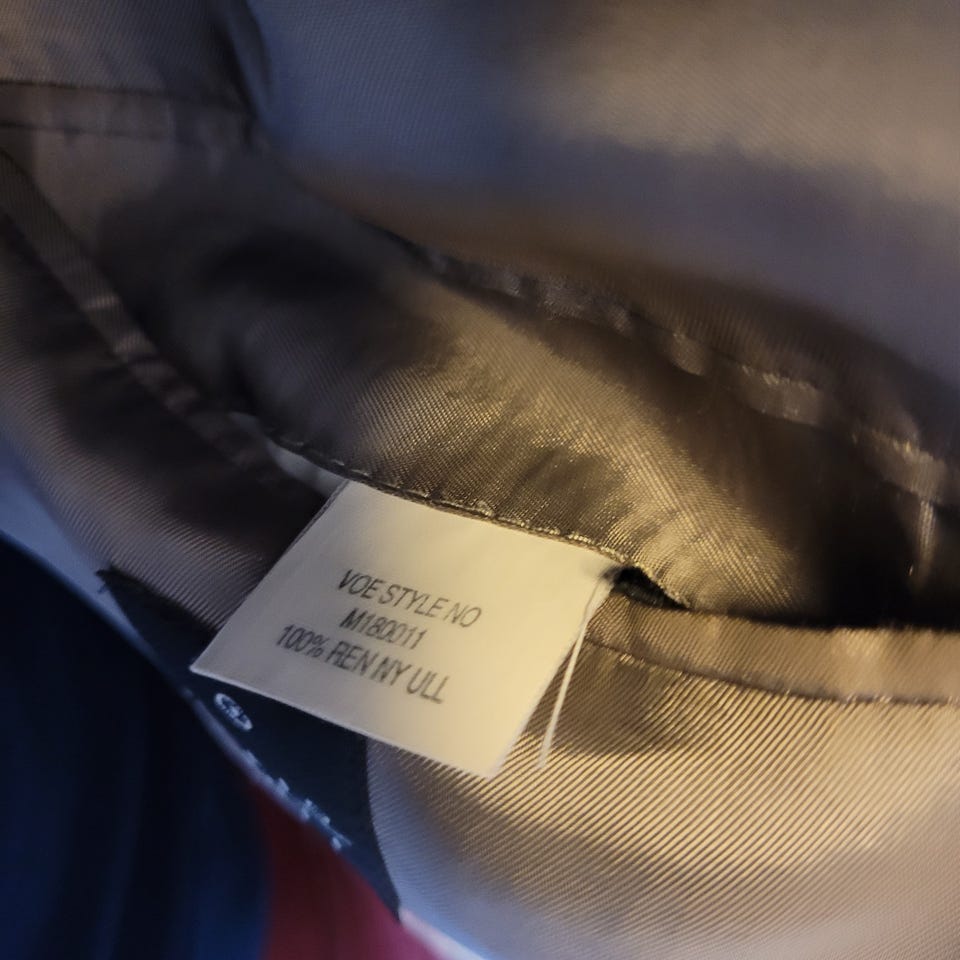 VOE STYLE NO
M180011
100% REN NY ULL